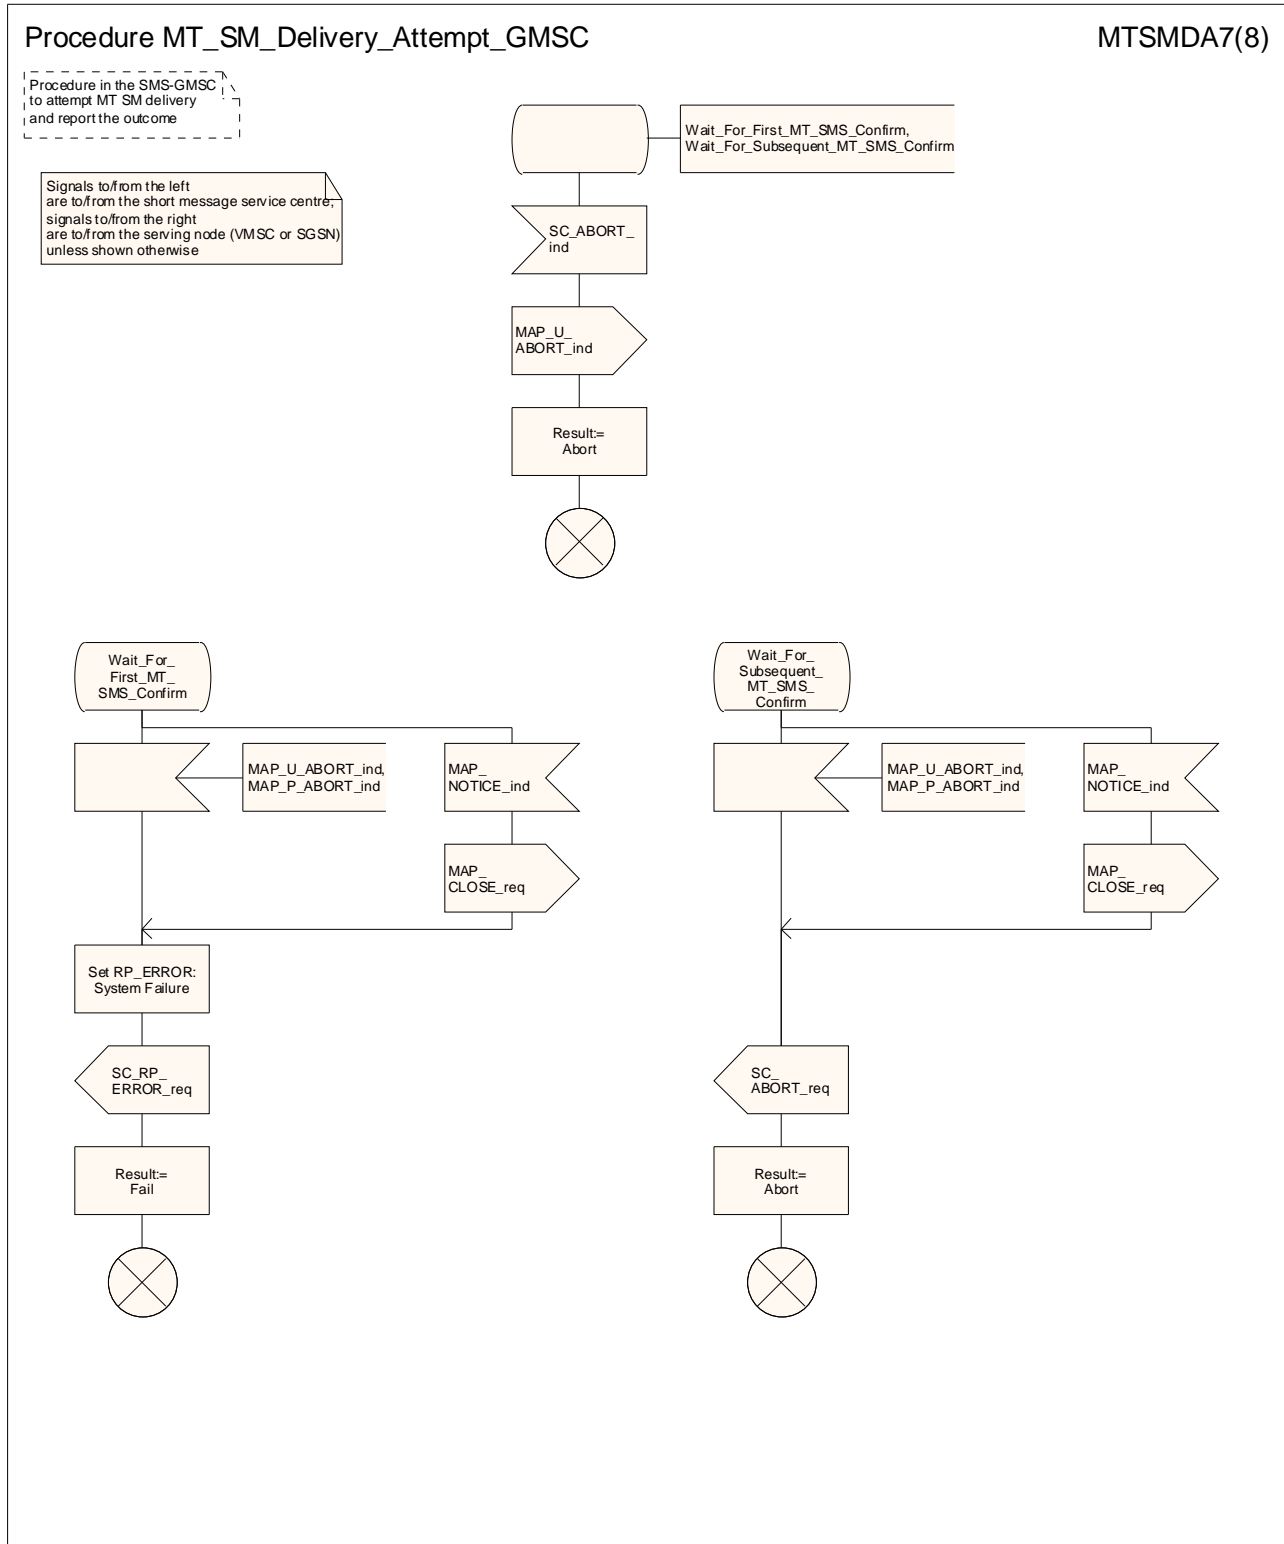 Procedure MT_SM_Delivery_Attempt_GMSC
MTSMDA7(8)
Procedure in the SMS-GMSC
to attempt MT SM delivery
and report the outcome
Signals to/from the left
are to/from the short message service centre;
signals to/from the right
are to/from the serving node (VMSC or SGSN)
unless shown otherwise
Wait_For_First_MT_SMS_Confirm,
Wait_For_Subsequent_MT_SMS_Confirm
SC_ABORT_
ind
MAP_U_
ABORT_ind
Result:=
Abort
Wait_For_
First_MT_
SMS_Confirm
MAP_U_ABORT_ind,
MAP_P_ABORT_ind
MAP_
NOTICE_ind
MAP_
CLOSE_req
Set RP_ERROR:
System Failure
SC_RP_
ERROR_req
Result:=
Fail
Wait_For_
Subsequent_
MT_SMS_
Confirm
MAP_U_ABORT_ind,
MAP_P_ABORT_ind
MAP_
NOTICE_ind
MAP_
CLOSE_req
SC_
ABORT_req
Result:=
Abort